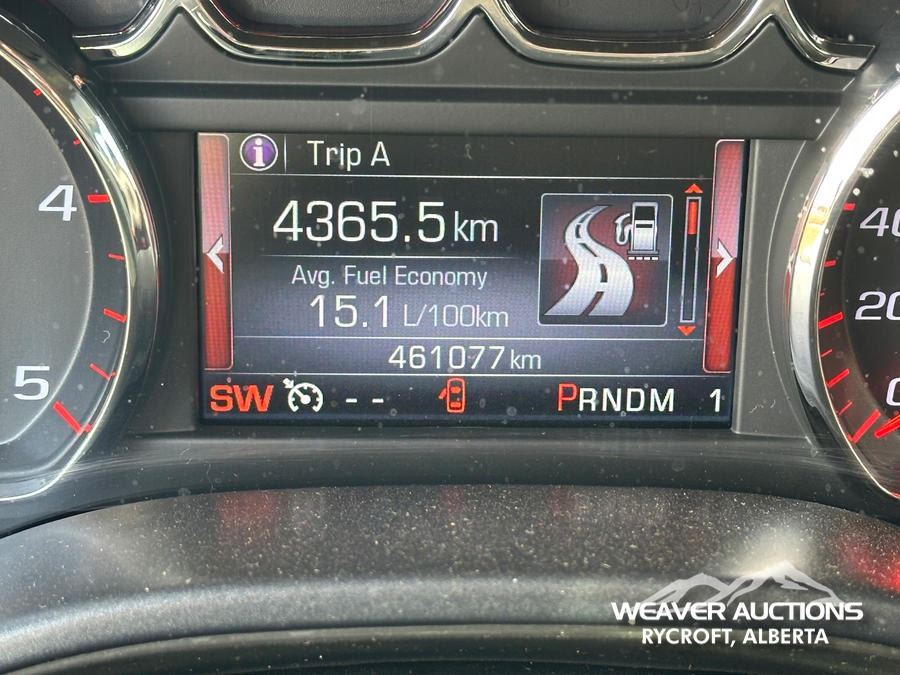 i Trip A
4365.5 km
Avg. Fuel Economy
15.1 L/100km
461077 km
SW -- PRNDM 1
4
5
20
0
WEAVER AUCTIONS
RYCROFT, ALBERTA